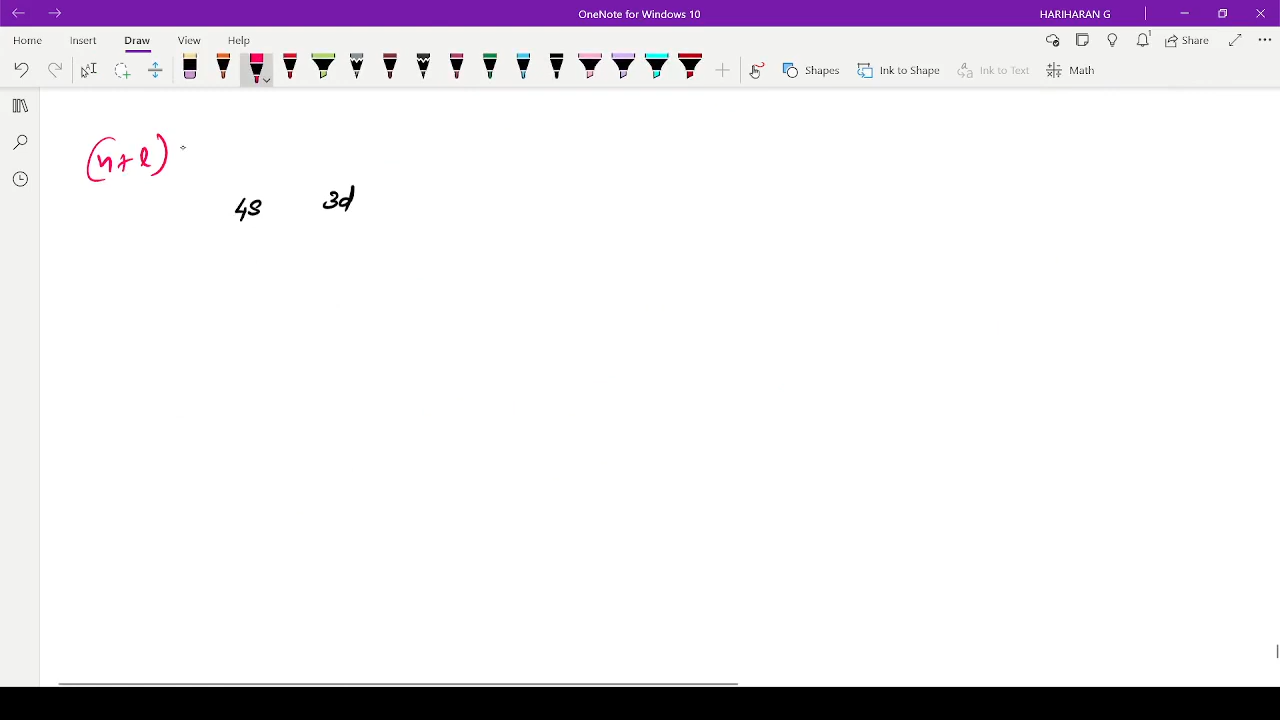 OneNote for Windows 10
HARIHARAN G
Home Insert Draw View Help
1 Share
Shapes Ink to Shape Ink to Text Math
(n+l)
4s 3d